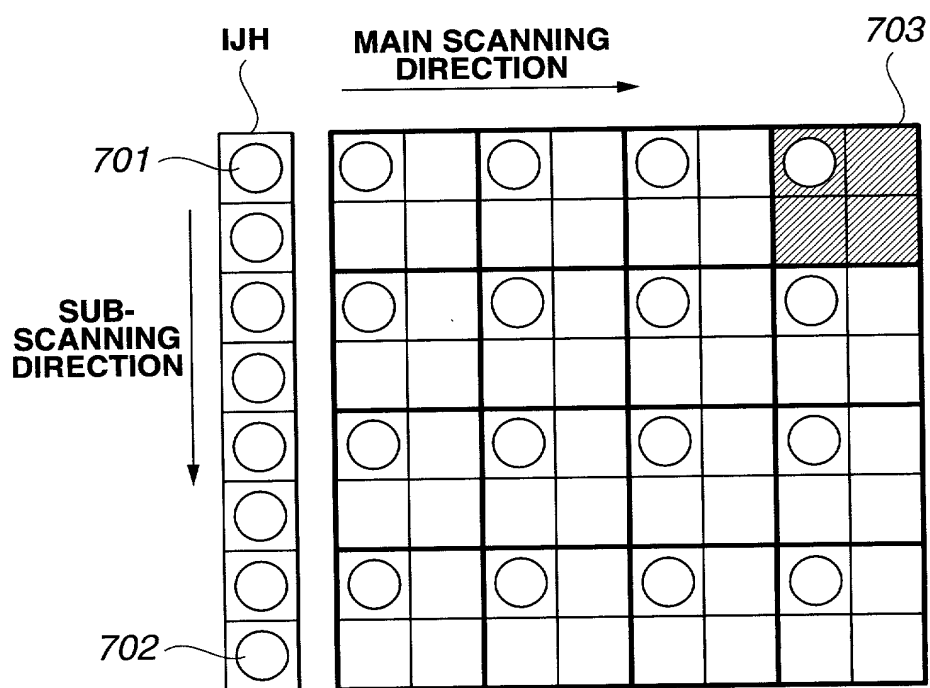 IJH
MAIN SCANNING
DIRECTION
703
701
SUB-
SCANNING
DIRECTION
702